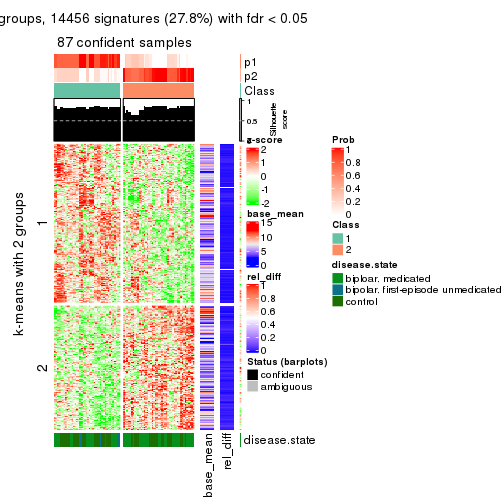 groups, 14456 signatures (27.8%) with fdr < 0.05
87 confident samples
p1
p2
Class
1
0.5
0
Silhouette
score
k-means with 2 groups
1
2
disease.state
base_mean
rel_diff
z-score
2
1
0
-1
-2
base_mean
15
10
5
0
rel_diff
1
0.8
0.6
0.4
0.2
0
Status (barplots)
confident
ambiguous
Prob
1
0.8
0.6
0.4
0.2
0
Class
1
2
disease.state
bipolar. medicated
bipolar. first-episode unmedicated
control